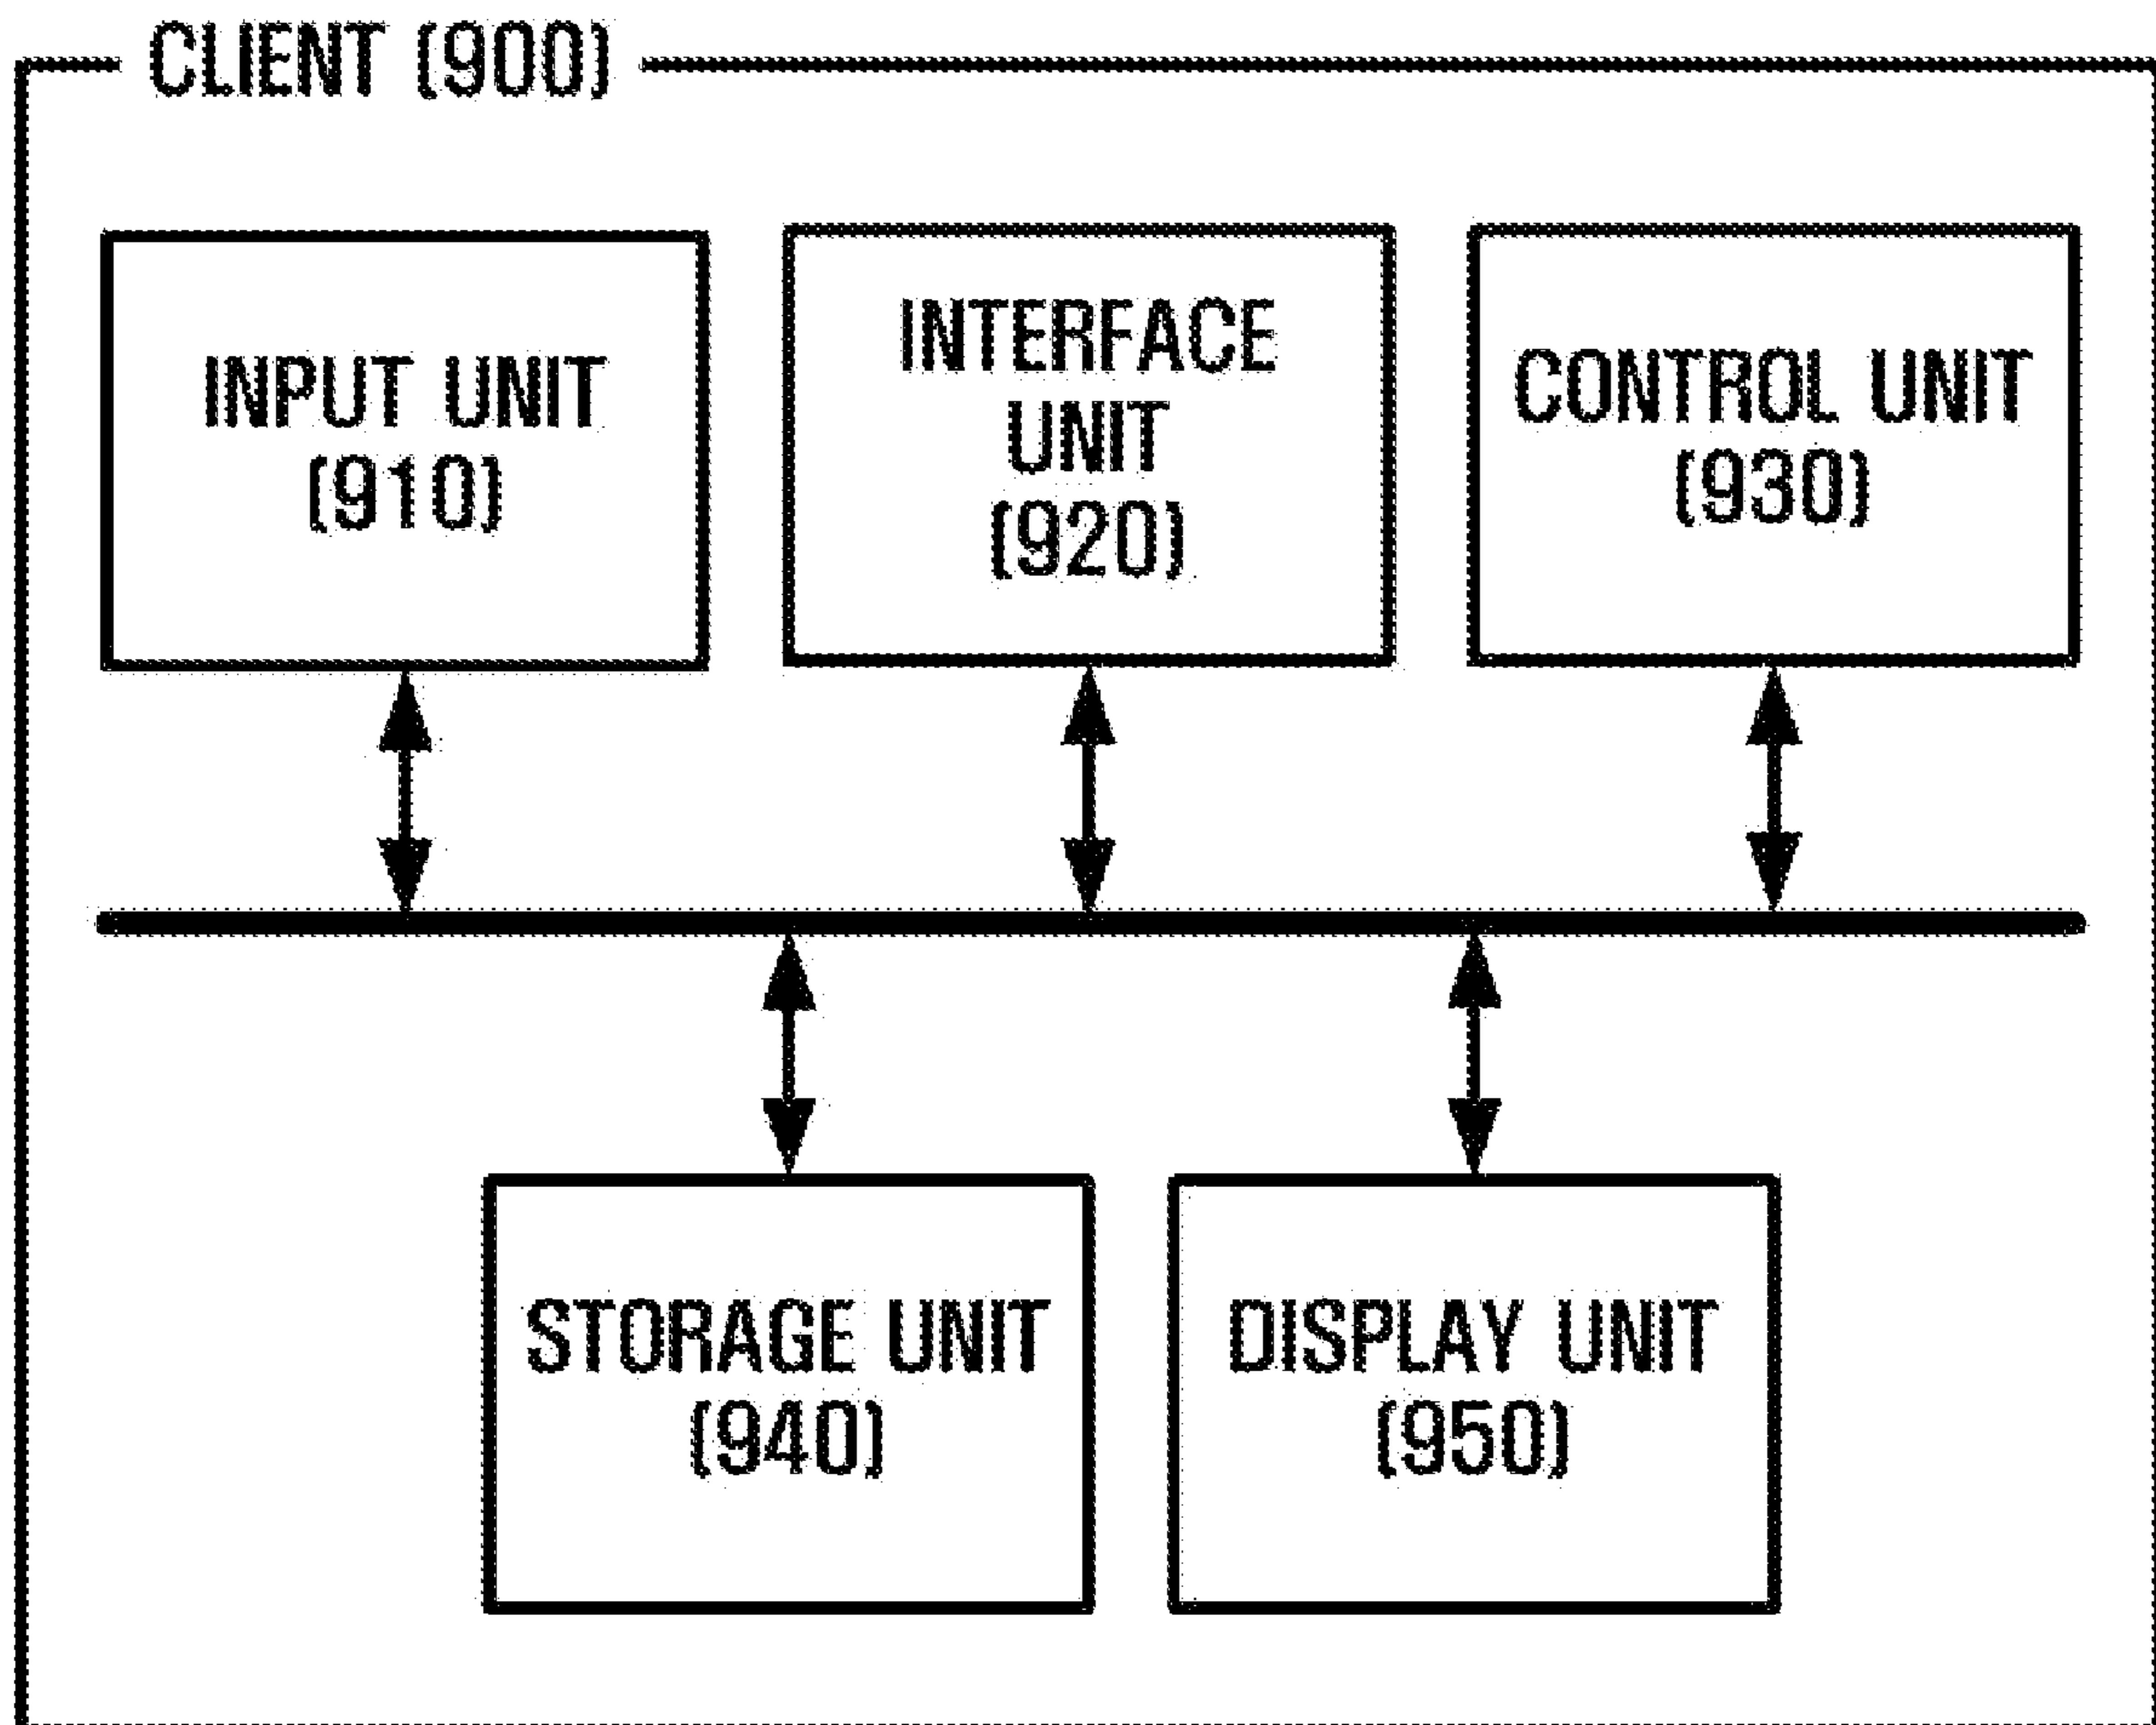 CLIENT (900)
INPUT UNIT
(910)
INTERFACE
UNIT
(920)
CONTROL UNIT
(930)
STORAGE UNIT
(940)
DISPLAY UNIT
(950)